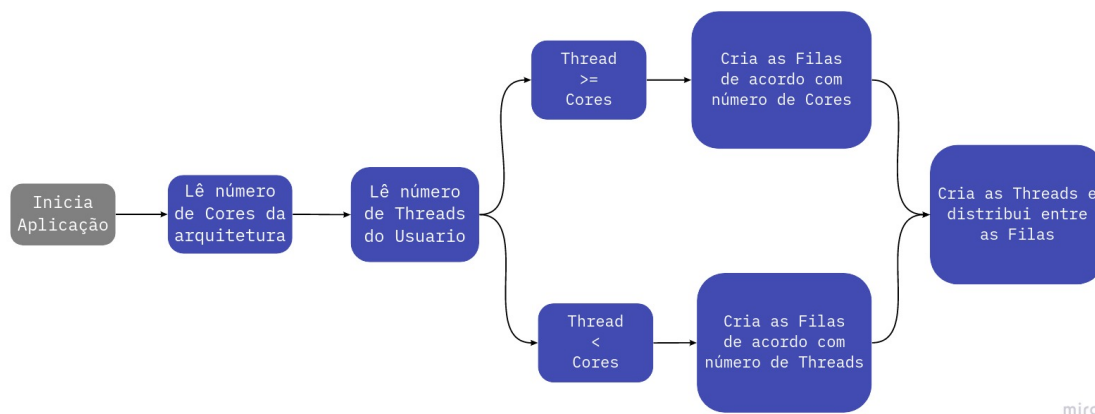 Inicia
Aplicação
Lê número
de Cores da
arquitetura
Lê número
de Threads
do Usuario
Thread
>=
Cores
Cria as Filas
de acordo com
número de Cores
Thread
<
Cores
Cria as Filas
de acordo com
número de Threads
Cria as Threads e
distribui entre
as Filas
miro